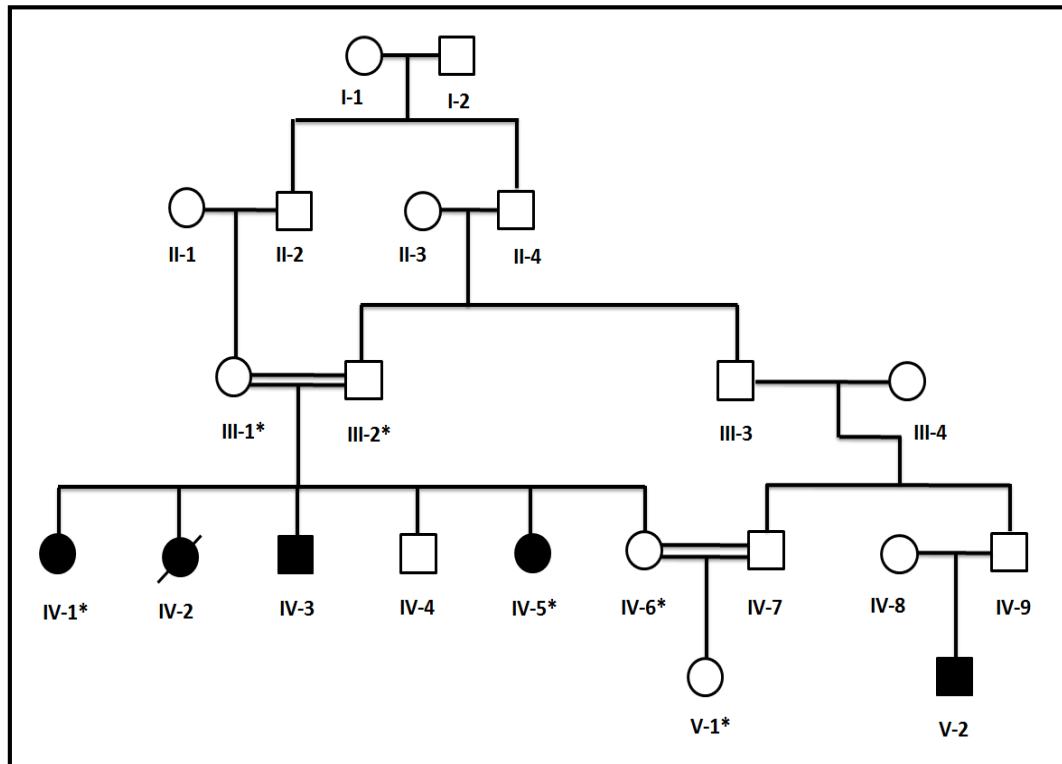 I-1 I-2
II-1 II-2 II-3 II-4
III-1* III-2* III-3 III-4
IV-1* IV-2 IV-3 IV-4 IV-5* IV-6* IV-7 IV-8 IV-9
V-1* V-2